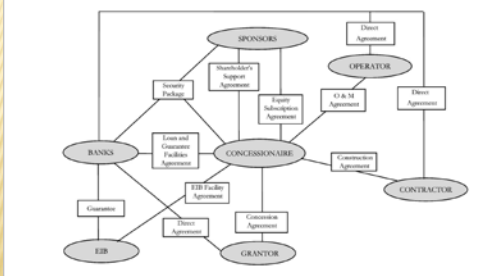 Direct
Agreement
SPONSORS
OPERATOR
Shareholder's
Support
Agreement
Security
Package
Equity
Subscription
Agreement
O & M
Agreement
Direct
Agreement
BANKS
Loan and
Guarantee
Facilities
Agreement
CONCESSIONAIRE
Construction
Agreement
CONTRACTOR
EIB Facility
Agreement
Guarantee
Direct
Agreement
Concession
Agreement
EIB
GRANTOR